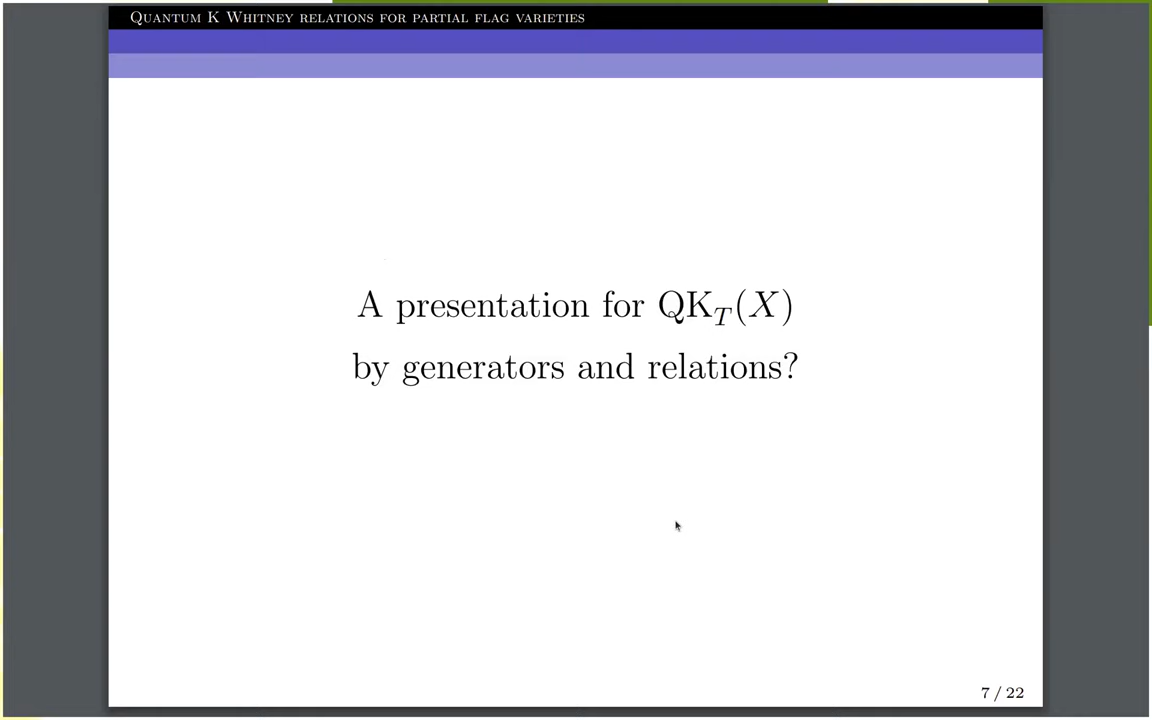 Quantum K Whitney relations for partial flag varieties
A presentation for QK_T(X)
by generators and relations?
7 / 22